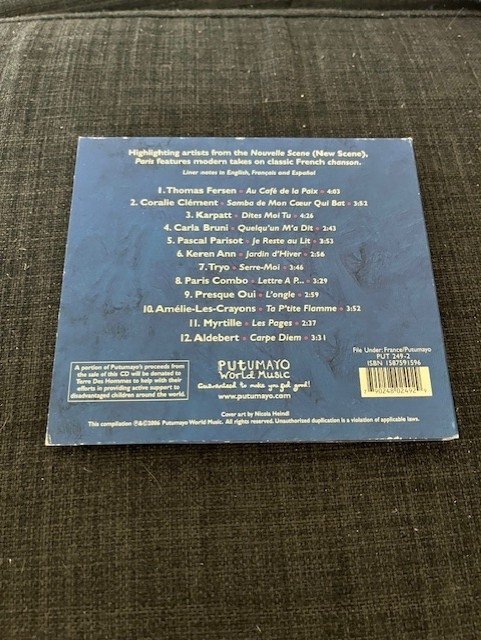 Highlighting artists from the Nouvelle Scene (New Scene),
Paris features modern takes on classic French chanson.
Liner notes in English, Français and Español
1. Thomas Fersen • Au Café de la Paix • 4:03
2. Coralie Clément • Samba de Mon Cœur Qui Bat • 3:52
3. Karpatt • Dites Moi Tu • 4:26
4. Carla Bruni • Quelqu'un M'a Dit • 2:43
5. Pascal Parisot • Je Reste au Lit • 3:53
6. Keren Ann • Jardin d'Hiver • 2:56
7. Tryo • Serre-Moi • 3:46
8. Paris Combo • Lettre A P... • 3:29
9. Presque Oui • L'ongle • 2:59
10. Amélie-Les-Crayons • Ta P'tite Flamme • 3:52
11. Myrtille • Les Pages • 2:37
12. Aldebert • Carpe Diem • 3:31
A portion of Putumayo's proceeds from
the sale of this CD will be donated to
Terre Des Hommes to help with their
efforts in providing active support to
disadvantaged children around the world.
PUTUMAYO
World Music
Guaranteed to make you feel good!
www.putumayo.com
File Under: France/Putumayo
PUT 249-2
ISBN 1587591596
7 90248 02492 9
Cover art by Nicola Heindl
This compilation ℗&©2006 Putumayo World Music. All rights reserved. Unauthorized duplication is a violation of applicable laws.